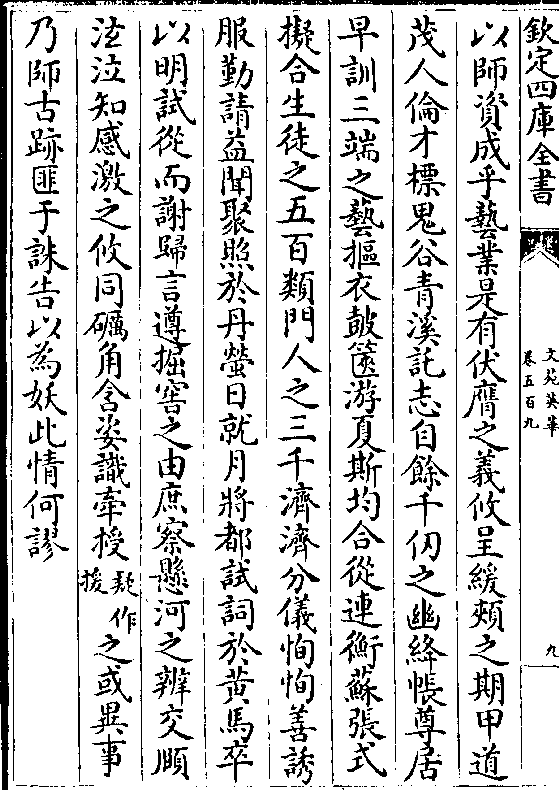 欽定四庫全書
文苑英華
卷五百九
九
以師資成乎藝業是有伏膺之義攸呈緩頰之期甲道
茂人倫才標鬼谷青溪託志自餘千仞之幽絳帳尊居
早訓三端之藝摳衣鼓篋游夏斯均合從連衡蘇張式
擬合生徒之五百類門人之三千濟濟分儀恂恂善誘
服勤請益聞聚照於丹螢日就月將都試詞於黃馬卒
以明試從而謝歸言遵掘窖之由庶察懸河之辨交頤
泫泣知感激之攸同礪角含姿識牽授疑作援之或異事
乃師古跡匪于誅告以為妖此情何謬